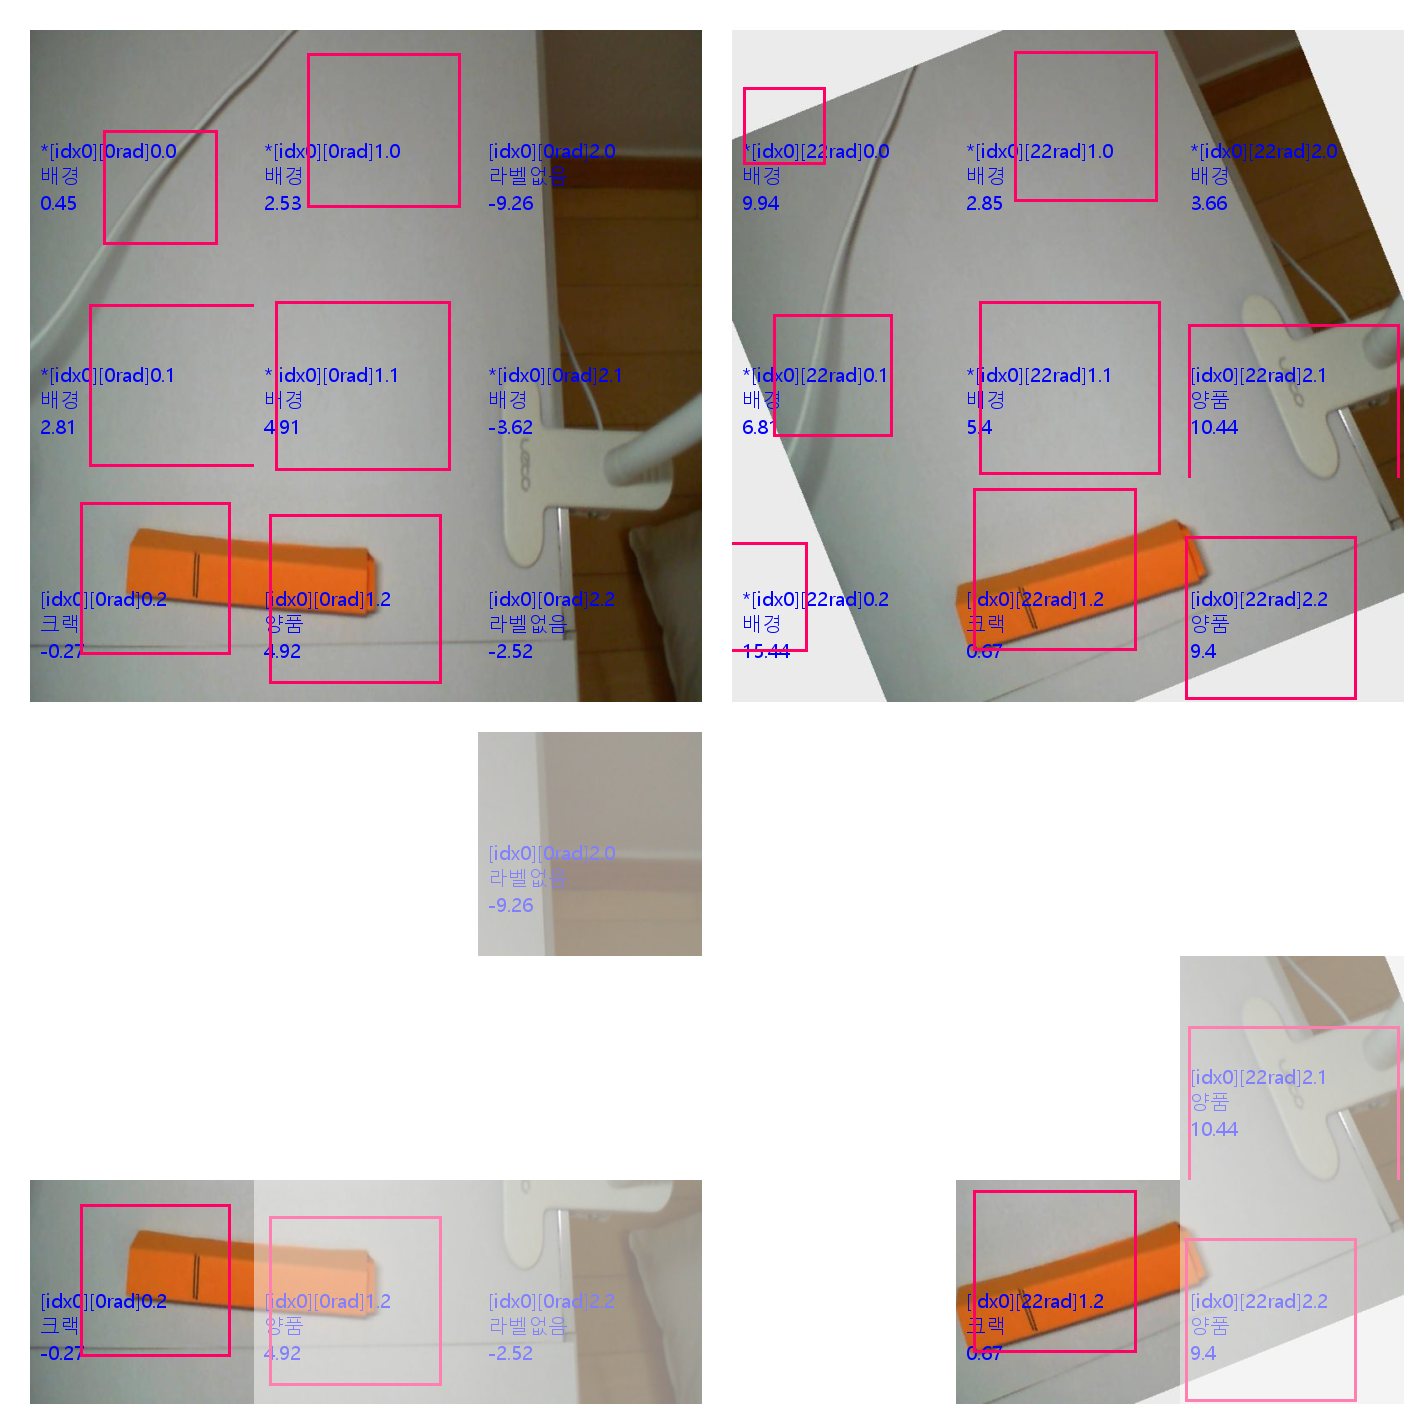 *[idx0][0rad]0.0
배경
0.45
*[idx0][0rad]1.0
배경
2.53
[idx0][0rad]2.0
라벨없음
-9.26
*[idx0][0rad]0.1
배경
2.81
*[idx0][0rad]1.1
배경
4.91
*[idx0][0rad]2.1
배경
-3.62
[idx0][0rad]0.2
크랙
-0.27
[idx0][0rad]1.2
양품
4.92
[idx0][0rad]2.2
라벨없음
-2.52
*[idx0][22rad]0.0
배경
9.94
*[idx0][22rad]1.0
배경
2.85
*[idx0][22rad]2.0
배경
3.66
*[idx0][22rad]0.1
배경
6.81
*[idx0][22rad]1.1
배경
5.4
[idx0][22rad]2.1
양품
10.44
*[idx0][22rad]0.2
배경
15.44
[idx0][22rad]1.2
크랙
0.67
[idx0][22rad]2.2
양품
9.4
[idx0][0rad]2.0
라벨없음
-9.26
[idx0][22rad]2.1
양품
10.44
[idx0][0rad]0.2
크랙
-0.27
[idx0][0rad]1.2
양품
4.92
[idx0][0rad]2.2
라벨없음
-2.52
[idx0][22rad]1.2
크랙
0.67
[idx0][22rad]2.2
양품
9.4